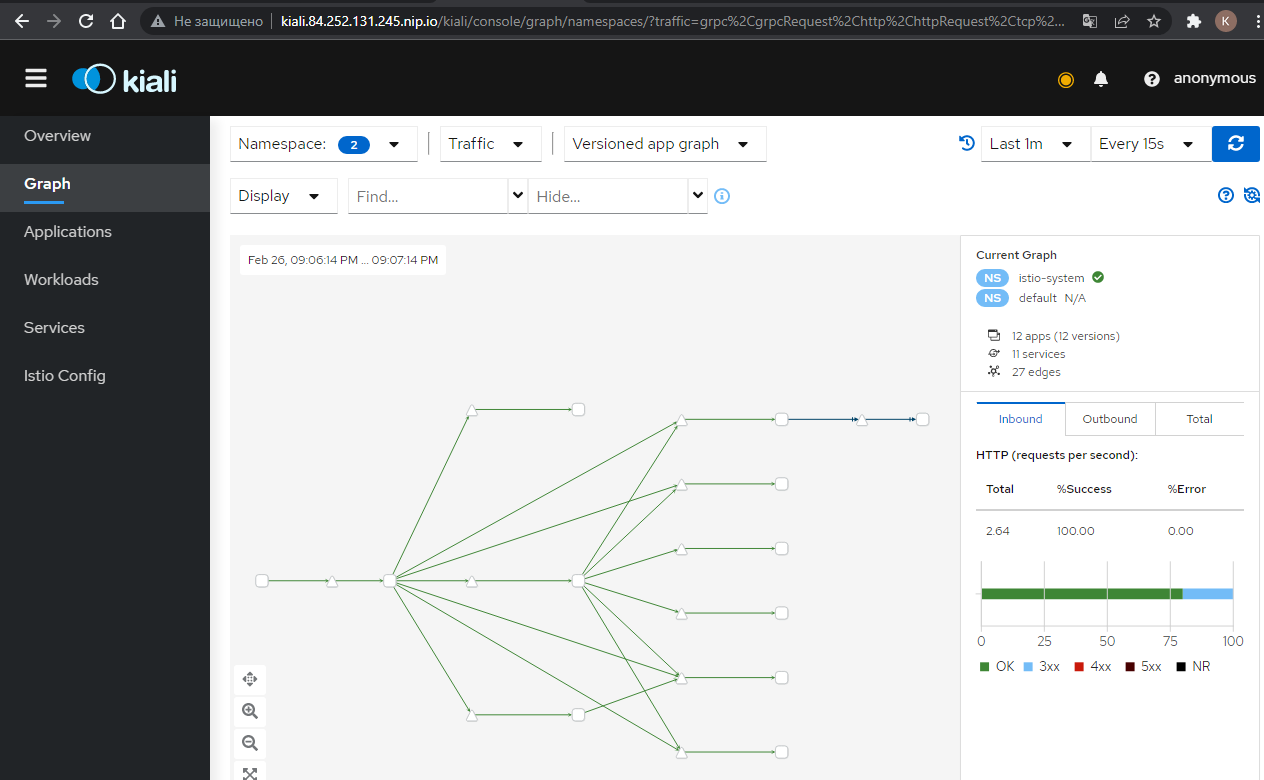 Не защищено kiali.84.252.131.245.nip.io/kiali/console/graph/namespaces/?traffic=grpc%2CgrpcRequest%2Chttp%2ChttpRequest%2Ctcp%2...
K
kiali
anonymous
Overview
Graph
Applications
Workloads
Services
Istio Config
Namespace: 2
Traffic
Versioned app graph
Last 1m
Every 15s
Display
Find...
Hide...
Feb 26, 09:06:14 PM ... 09:07:14 PM
Current Graph
NS istio-system
NS default N/A
12 apps (12 versions)
11 services
27 edges
Inbound Outbound Total
HTTP (requests per second):
Total %Success %Error
2.64 100.00 0.00
0 25 50 75 100
OK 3xx 4xx 5xx NR